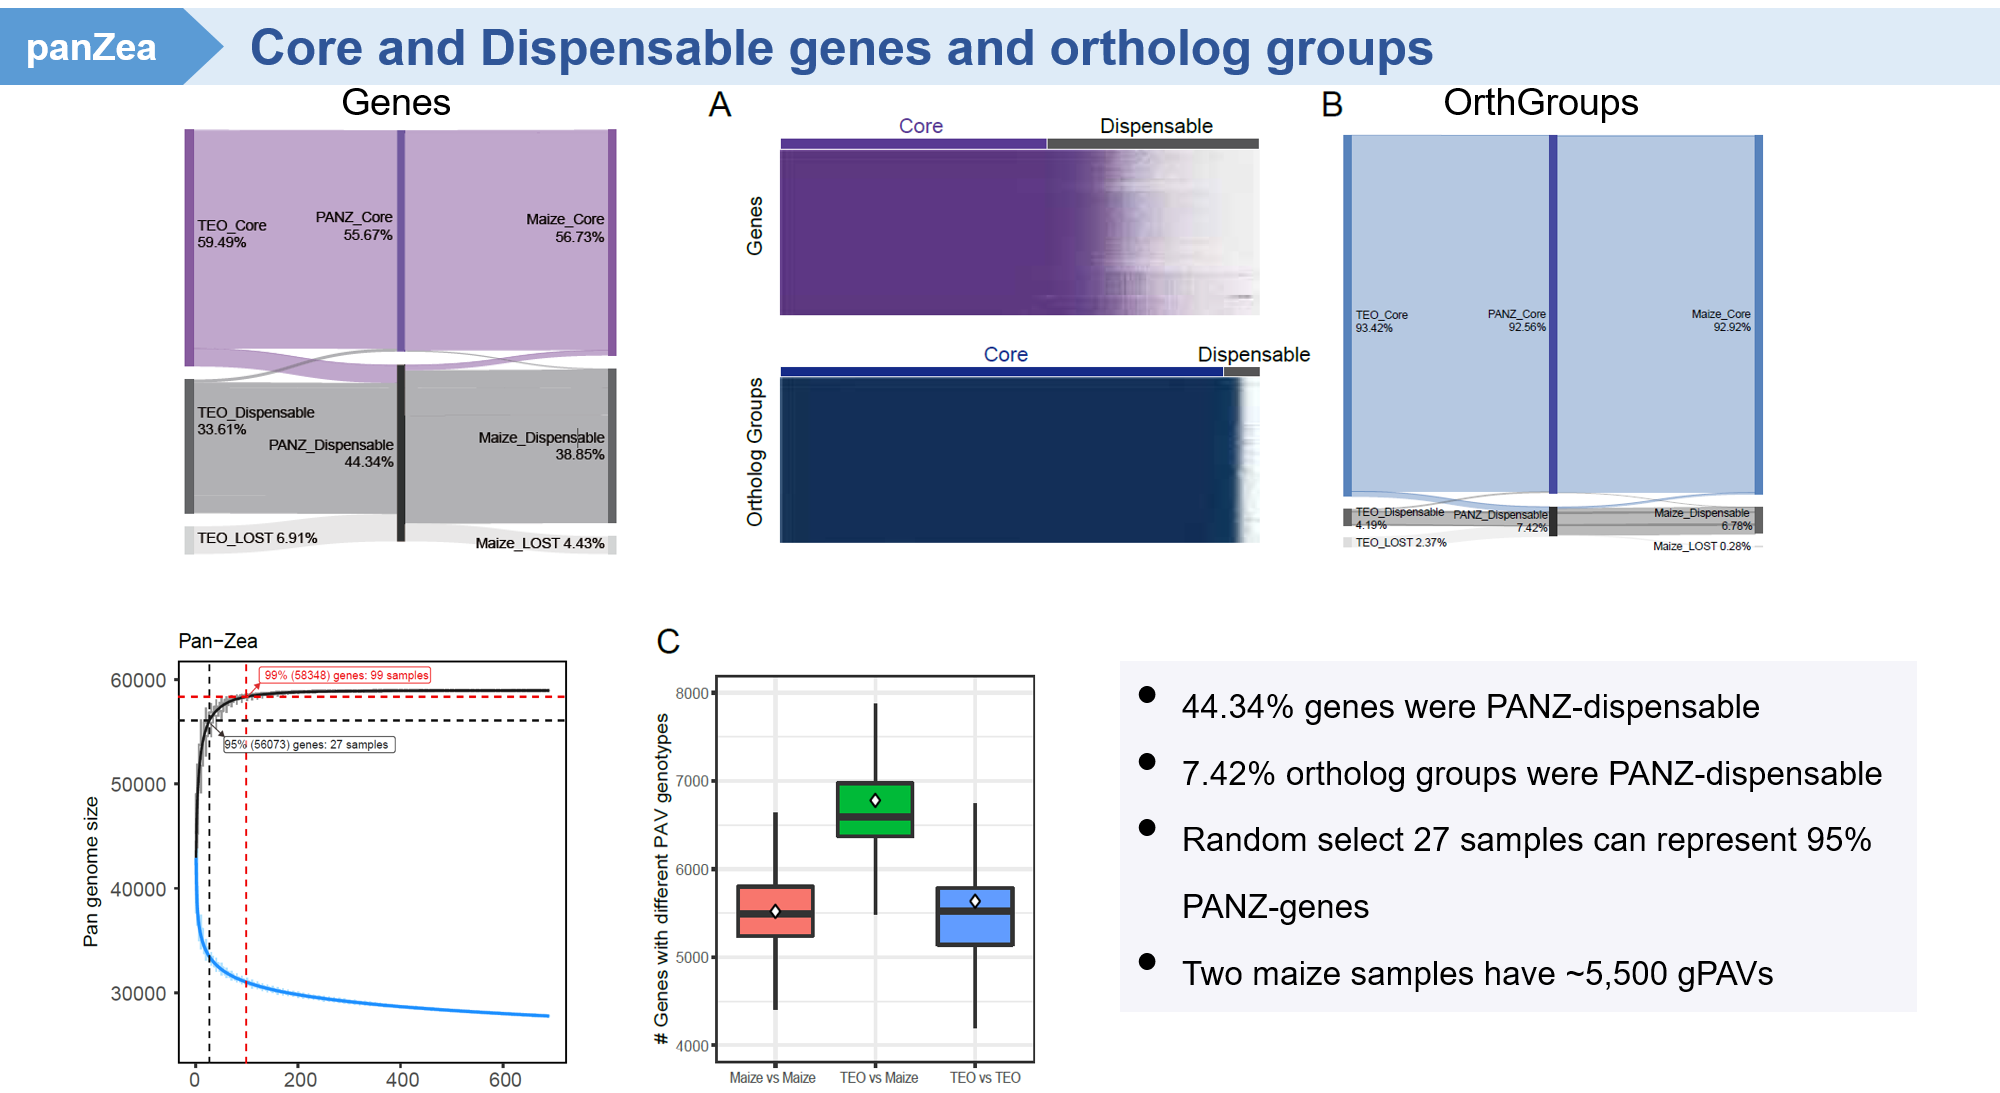 panZea
Core and Dispensable genes and ortholog groups
Genes
TEO_Core
59.49%
PANZ_Core
55.67%
Maize_Core
56.73%
TEO_Dispensable
33.61%
PANZ_Dispensable
44.34%
Maize_Dispensable
38.85%
TEO_LOST 6.91%
Maize_LOST 4.43%
A
Core
Dispensable
Genes
Core
Dispensable
Ortholog Groups
B
OrthGroups
TEO_Core
93.42%
PANZ_Core
92.56%
Maize_Core
92.92%
TEO_Dispensable
4.19%
PANZ_Dispensable
7.42%
Maize_Dispensable
6.78%
TEO_LOST 2.37%
Maize_LOST 0.28%
Pan−Zea
99% (58348) genes: 99 samples
95% (56073) genes: 27 samples
Pan genome size
60000
50000
40000
30000
0
200
400
600
C
# Genes with different PAV genotypes
8000
7000
6000
5000
4000
Maize vs Maize
TEO vs Maize
TEO vs TEO
● 44.34% genes were PANZ-dispensable
● 7.42% ortholog groups were PANZ-dispensable
● Random select 27 samples can represent 95%
PANZ-genes
● Two maize samples have ~5,500 gPAVs